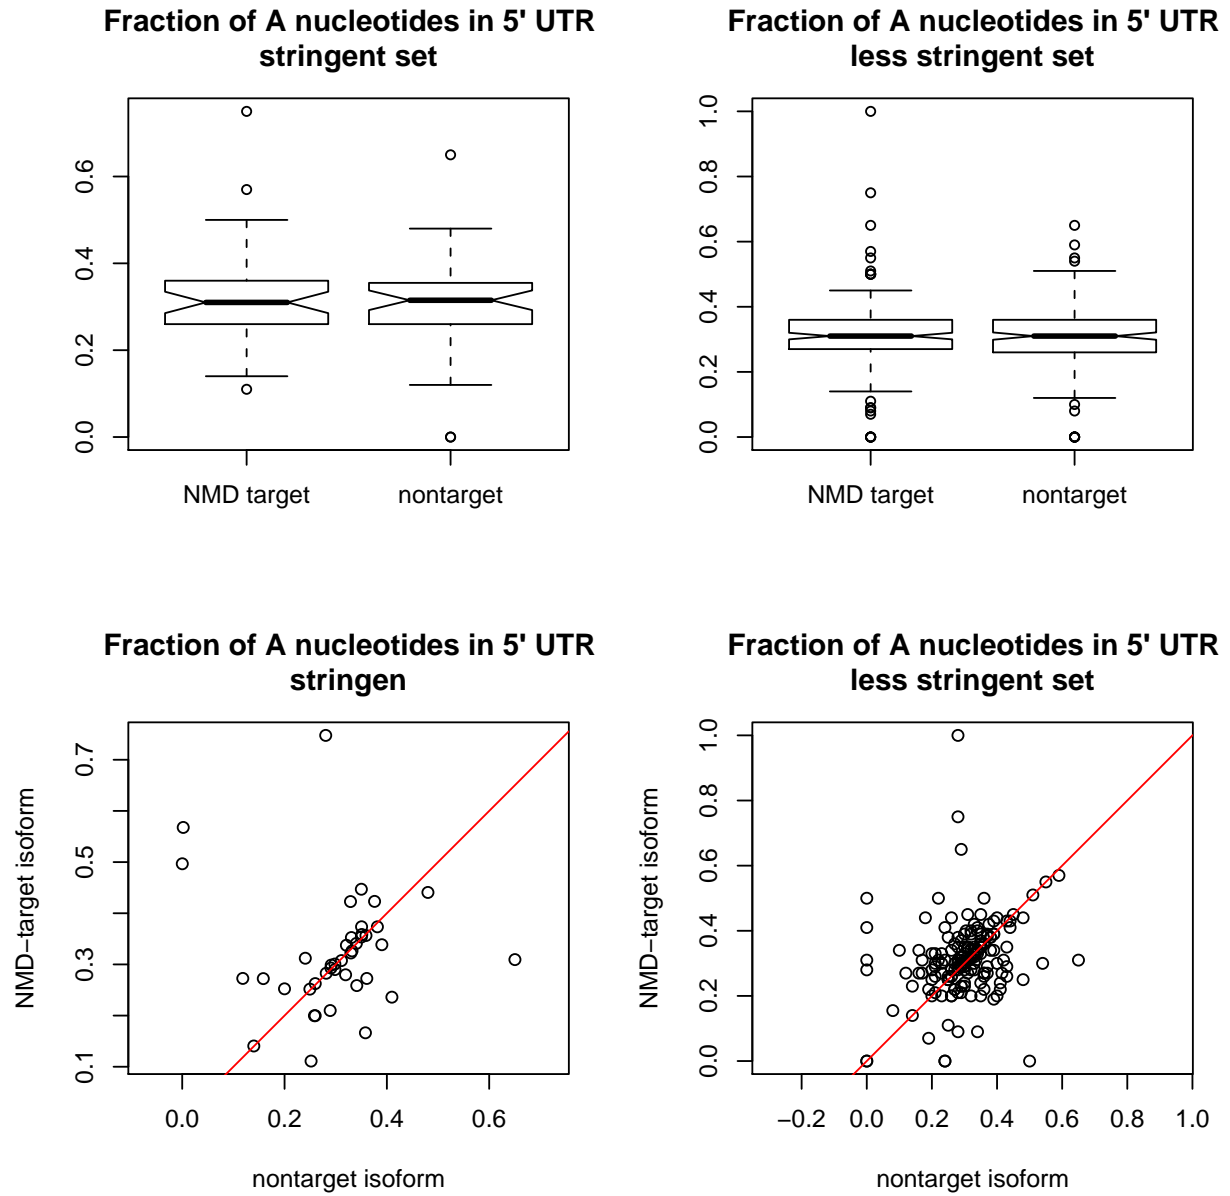 Fraction of A nucleotides in 5' UTR
stringent set
0.0
0.2
0.4
0.6
NMD target
nontarget
Fraction of A nucleotides in 5' UTR
less stringent set
0.0
0.2
0.4
0.6
0.8
1.0
NMD target
nontarget
Fraction of A nucleotides in 5' UTR
stringen
NMD−target isoform
0.1
0.3
0.5
0.7
0.0
0.2
0.4
0.6
nontarget isoform
Fraction of A nucleotides in 5' UTR
less stringent set
NMD−target isoform
0.0
0.2
0.4
0.6
0.8
1.0
−0.2
0.0
0.2
0.4
0.6
0.8
1.0
nontarget isoform